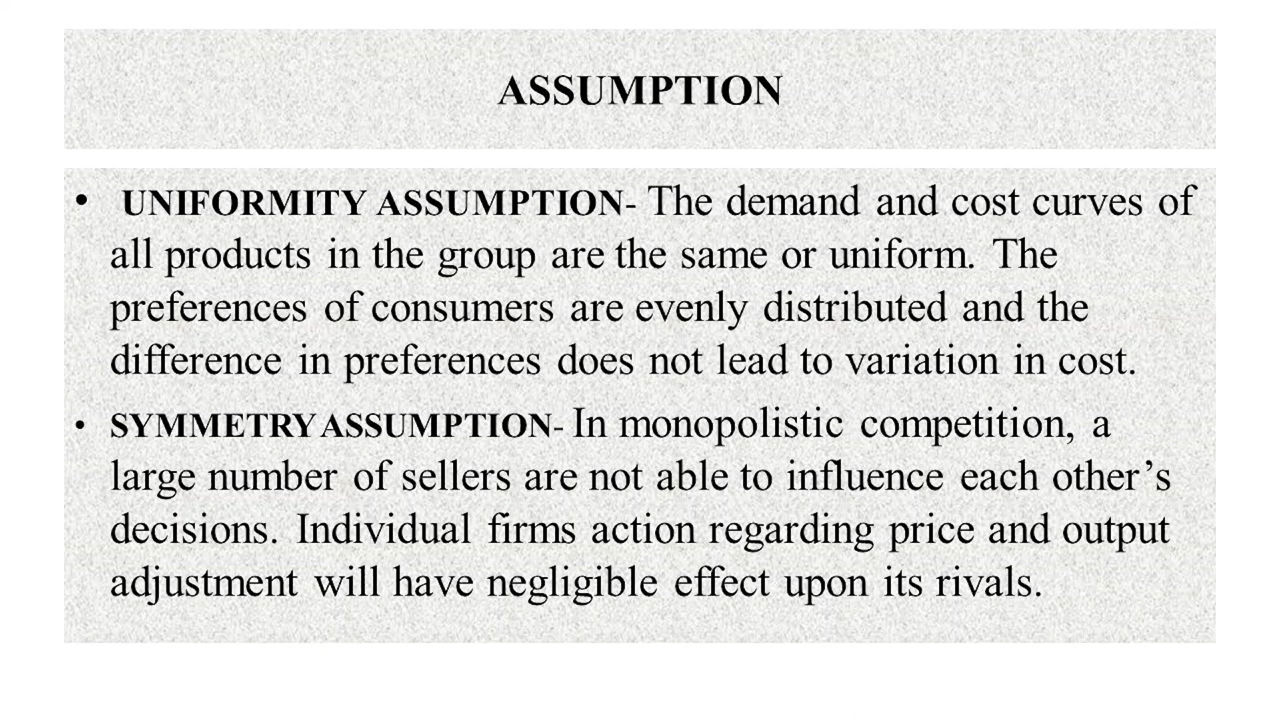 ASSUMPTION
• UNIFORMITY ASSUMPTION- The demand and cost curves of
all products in the group are the same or uniform. The
preferences of consumers are evenly distributed and the
difference in preferences does not lead to variation in cost.
• SYMMETRY ASSUMPTION- In monopolistic competition, a
large number of sellers are not able to influence each other’s
decisions. Individual firms action regarding price and output
adjustment will have negligible effect upon its rivals.